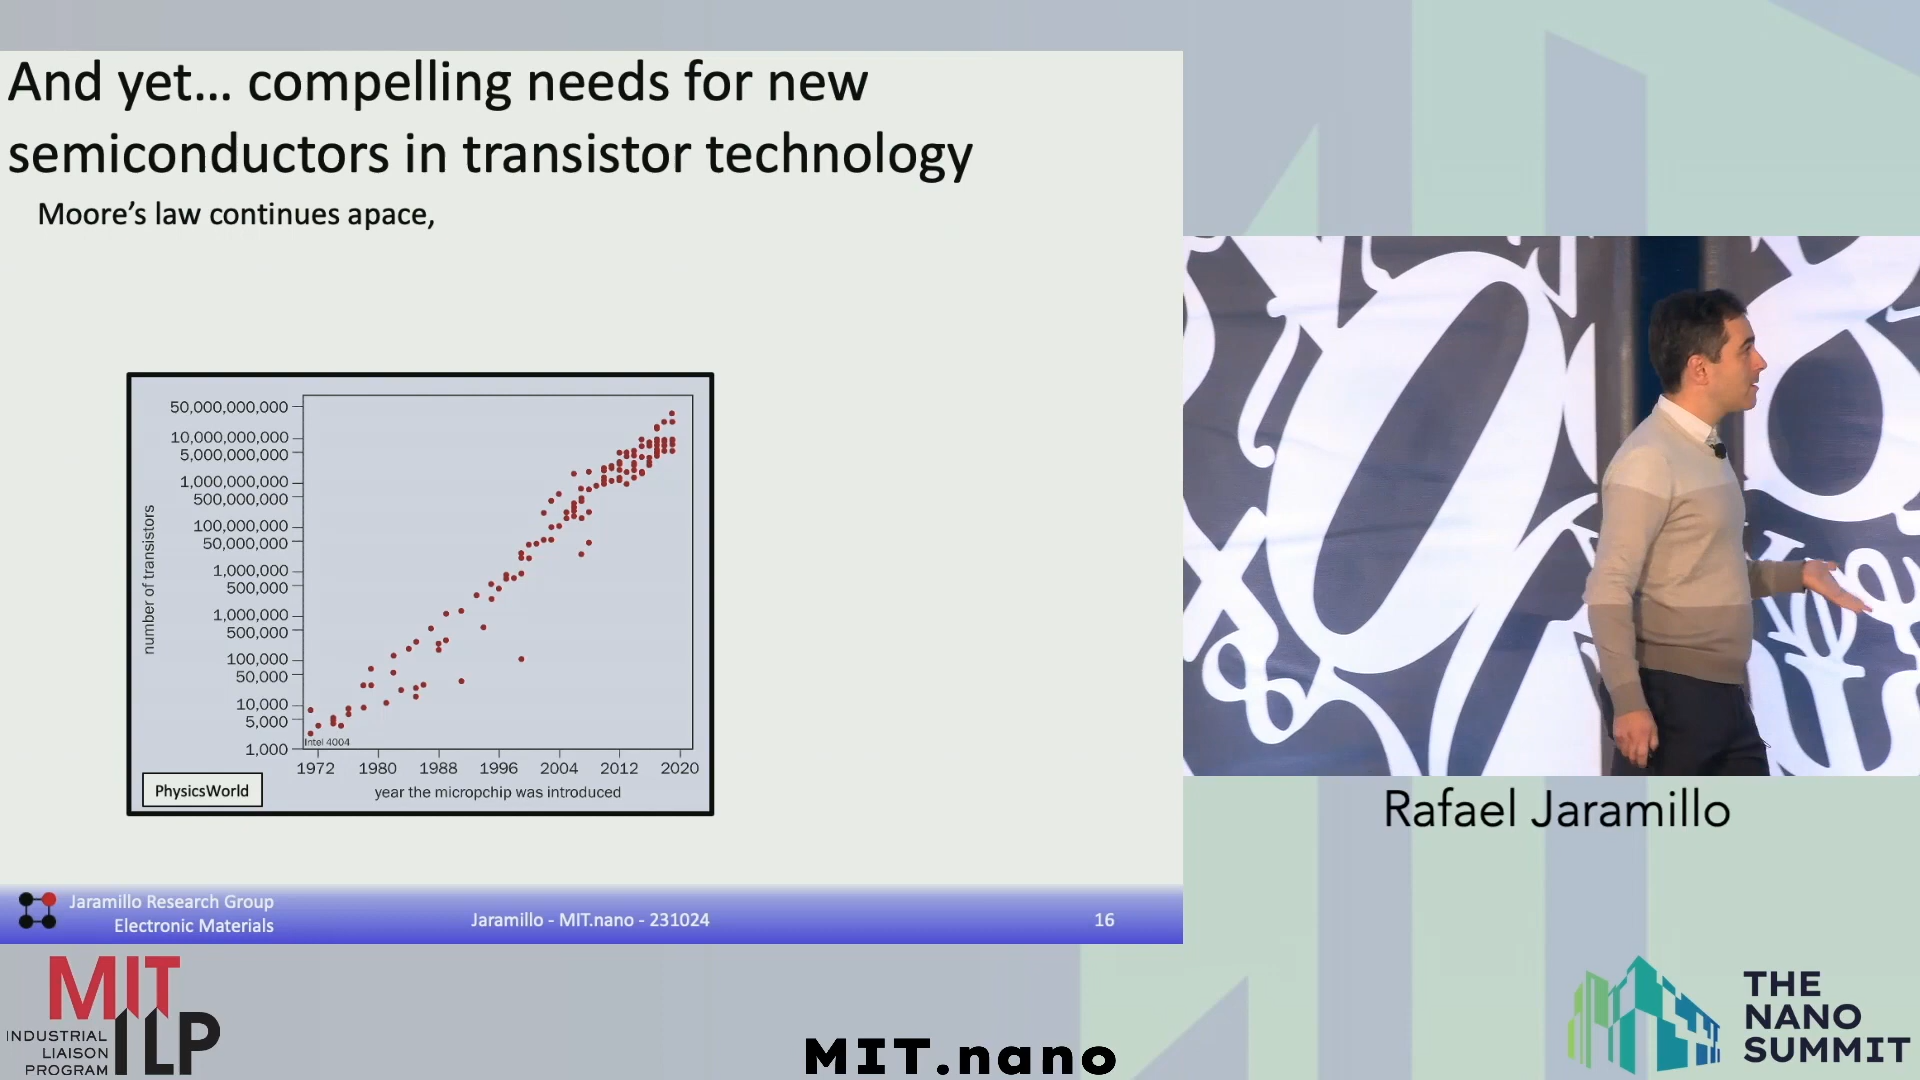 And yet... compelling needs for new
semiconductors in transistor technology
Moore's law continues apace,
50,000,000,000
10,000,000,000
5,000,000,000
1,000,000,000
500,000,000
100,000,000
50,000,000
1,000,000
500,000
1,000,000
500,000
100,000
50,000
10,000
5,000
1,000
number of transistors
Intel 4004
1972 1980 1988 1996 2004 2012 2020
year the micropchip was introduced
PhysicsWorld
Jaramillo Research Group
Electronic Materials
Jaramillo - MIT.nano - 231024
16
Rafael Jaramillo
MIT
ILP
INDUSTRIAL
LIAISON
PROGRAM
MIT.nano
THE
NANO
SUMMIT